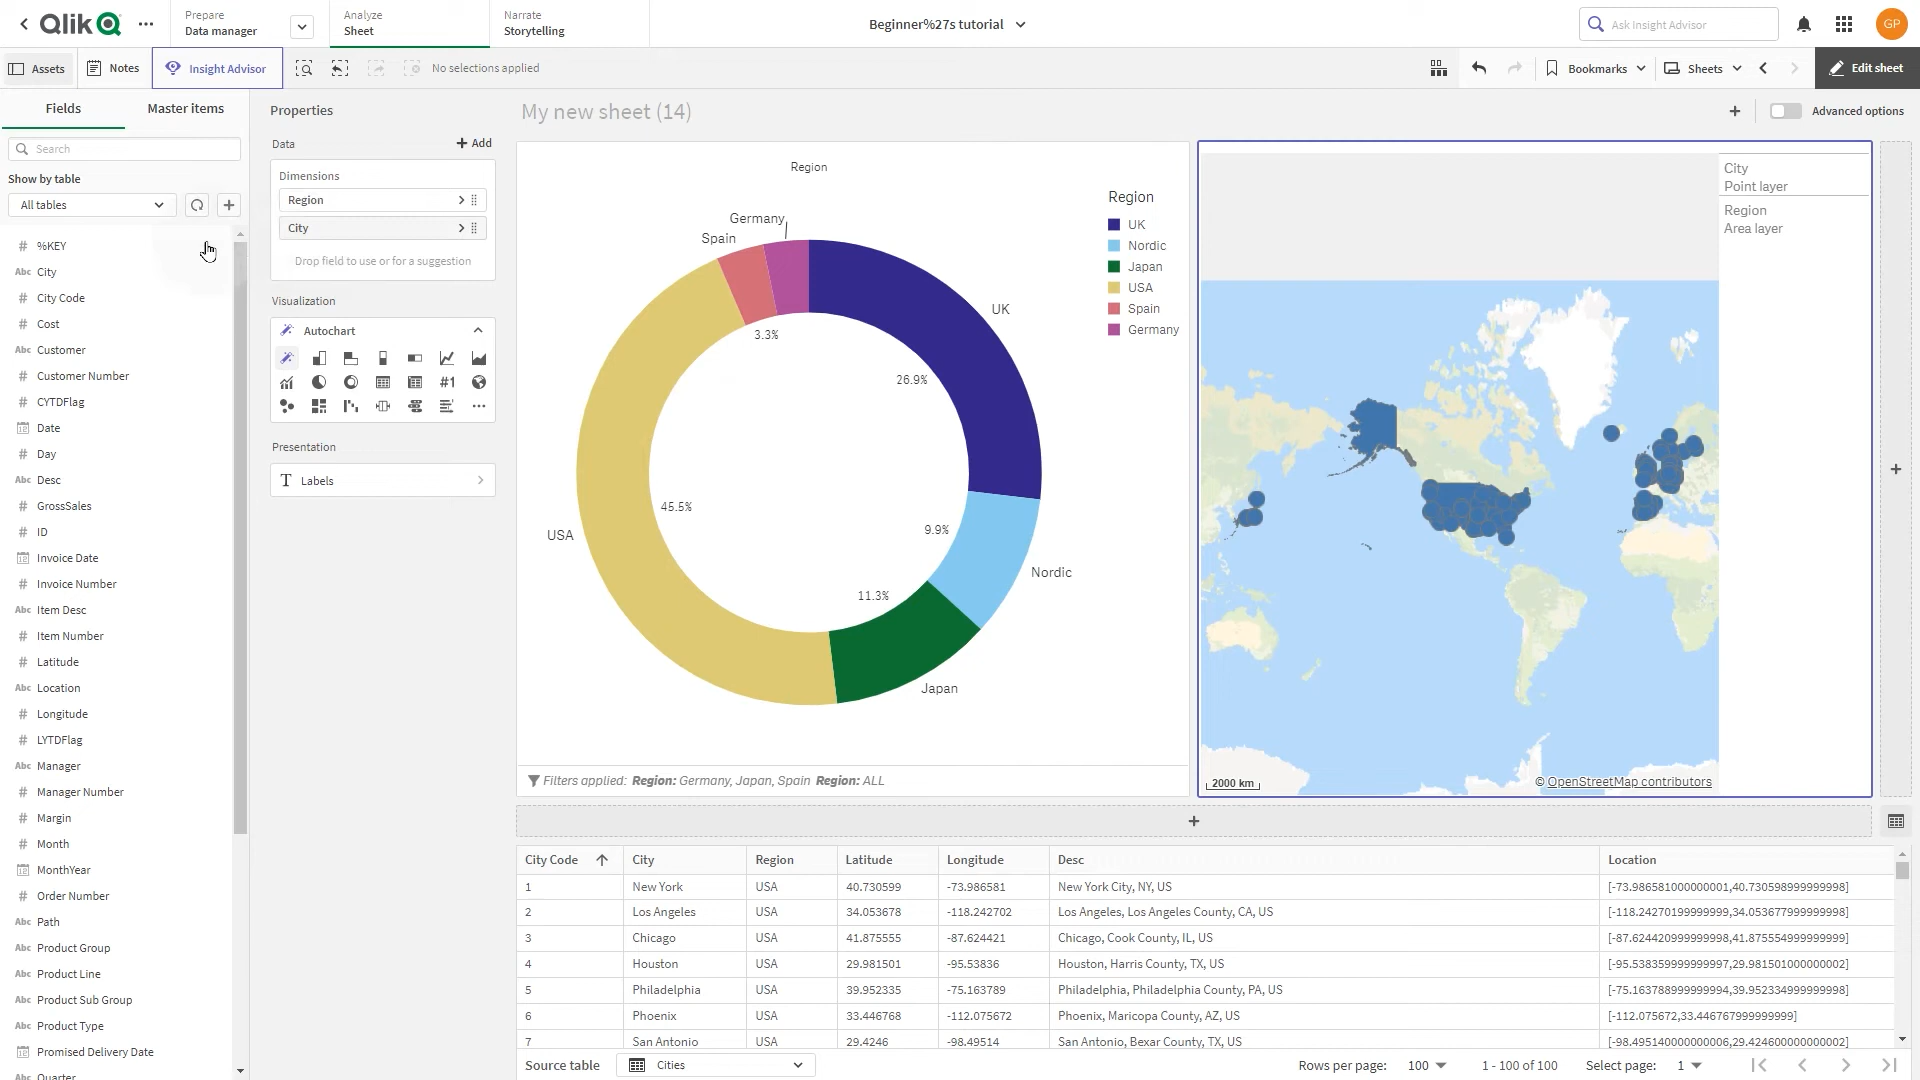 Qlik
Prepare
Data manager
Analyze
Sheet
Narrate
Storytelling
Beginner%27s tutorial
Ask Insight Advisor
GP
Assets
Notes
Insight Advisor
No selections applied
Bookmarks
Sheets
Edit sheet
Fields
Master items
Search
Show by table
All tables
# %KEY
Abc City
# City Code
# Cost
Abc Customer
# Customer Number
# CYTDFlag
Date
# Day
Abc Desc
# GrossSales
# ID
Invoice Date
# Invoice Number
Abc Item Desc
# Item Number
# Latitude
Abc Location
# Longitude
# LYTDFlag
Abc Manager
# Manager Number
# Margin
# Month
MonthYear
# Order Number
Abc Path
Abc Product Group
Abc Product Line
Abc Product Sub Group
Abc Product Type
Promised Delivery Date
Abc Quarter
Properties
Data
Add
Dimensions
Region
City
Drop field to use or for a suggestion
Visualization
Autochart
#1
Presentation
Labels
My new sheet (14)
Advanced options
Region
Germany
Spain
UK
USA
Nordic
Japan
3.3%
26.9%
45.5%
9.9%
11.3%
Region
UK
Nordic
Japan
USA
Spain
Germany
Filters applied: Region: Germany, Japan, Spain Region: ALL
City
Point layer
Region
Area layer
2000 km
© OpenStreetMap contributors
City Code City Region Latitude Longitude Desc Location
1 New York USA 40.730599 -73.986581 New York City, NY, US [-73.986581000000001,40.730598999999998]
2 Los Angeles USA 34.053678 -118.242702 Los Angeles, Los Angeles County, CA, US [-118.24270199999999,34.053677999999998]
3 Chicago USA 41.875555 -87.624421 Chicago, Cook County, IL, US [-87.624420999999998,41.875554999999999]
4 Houston USA 29.981501 -95.53836 Houston, Harris County, TX, US [-95.538359999999997,29.981501000000002]
5 Philadelphia USA 39.952335 -75.163789 Philadelphia, Philadelphia County, PA, US [-75.163788999999994,39.952334999999998]
6 Phoenix USA 33.446768 -112.075672 Phoenix, Maricopa County, AZ, US [-112.075672,33.446767999999999]
7 San Antonio USA 29.4246 -98.49514 San Antonio, Bexar County, TX, US [-98.495140000000006,29.424600000000002]
Source table
Cities
Rows per page: 100
1 - 100 of 100
Select page: 1